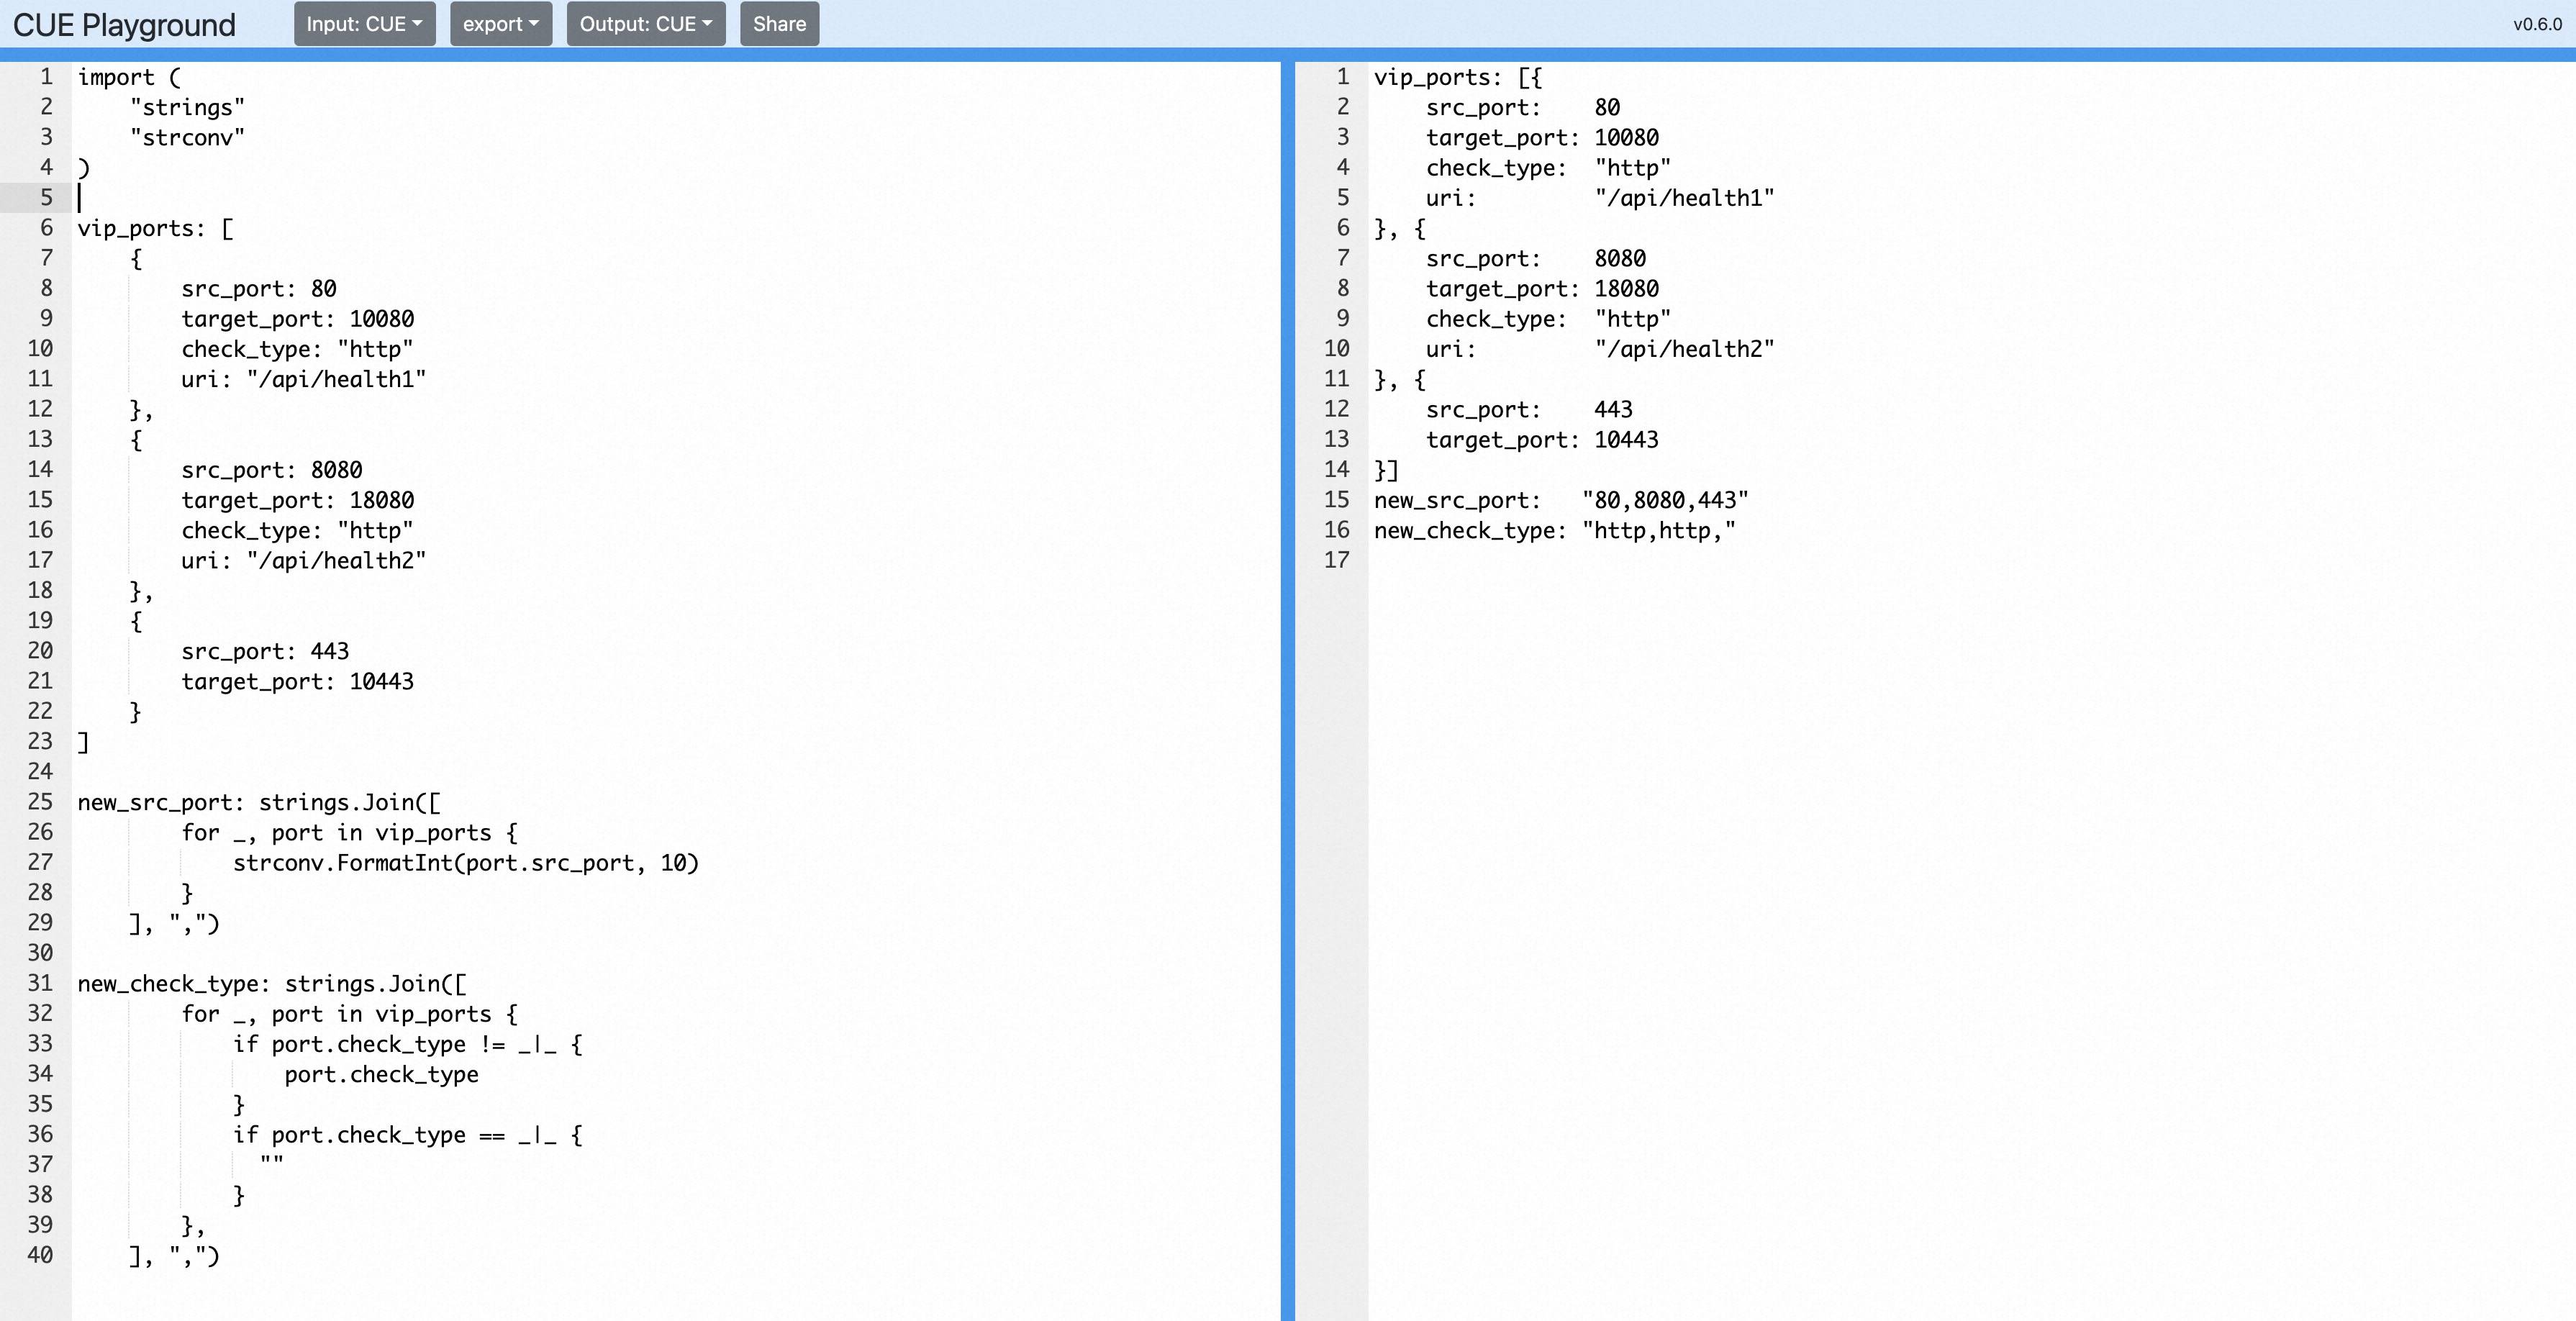 CUE Playground Input: CUE export Output: CUE Share v0.6.0
1 import (
2     "strings"
3     "strconv"
4 )
5
6 vip_ports: [
7     {
8         src_port: 80
9         target_port: 10080
10         check_type: "http"
11         uri: "/api/health1"
12     },
13     {
14         src_port: 8080
15         target_port: 18080
16         check_type: "http"
17         uri: "/api/health2"
18     },
19     {
20         src_port: 443
21         target_port: 10443
22     }
23 ]
24
25 new_src_port: strings.Join([
26         for _, port in vip_ports {
27             strconv.FormatInt(port.src_port, 10)
28         }
29     ], ",")
30
31 new_check_type: strings.Join([
32         for _, port in vip_ports {
33             if port.check_type != _|_ {
34                 port.check_type
35             }
36             if port.check_type == _|_ {
37               ""
38             }
39         },
40     ], ",")
1 vip_ports: [{
2     src_port:    80
3     target_port: 10080
4     check_type:  "http"
5     uri:         "/api/health1"
6 }, {
7     src_port:    8080
8     target_port: 18080
9     check_type:  "http"
10     uri:         "/api/health2"
11 }, {
12     src_port:    443
13     target_port: 10443
14 }]
15 new_src_port:   "80,8080,443"
16 new_check_type: "http,http,"
17